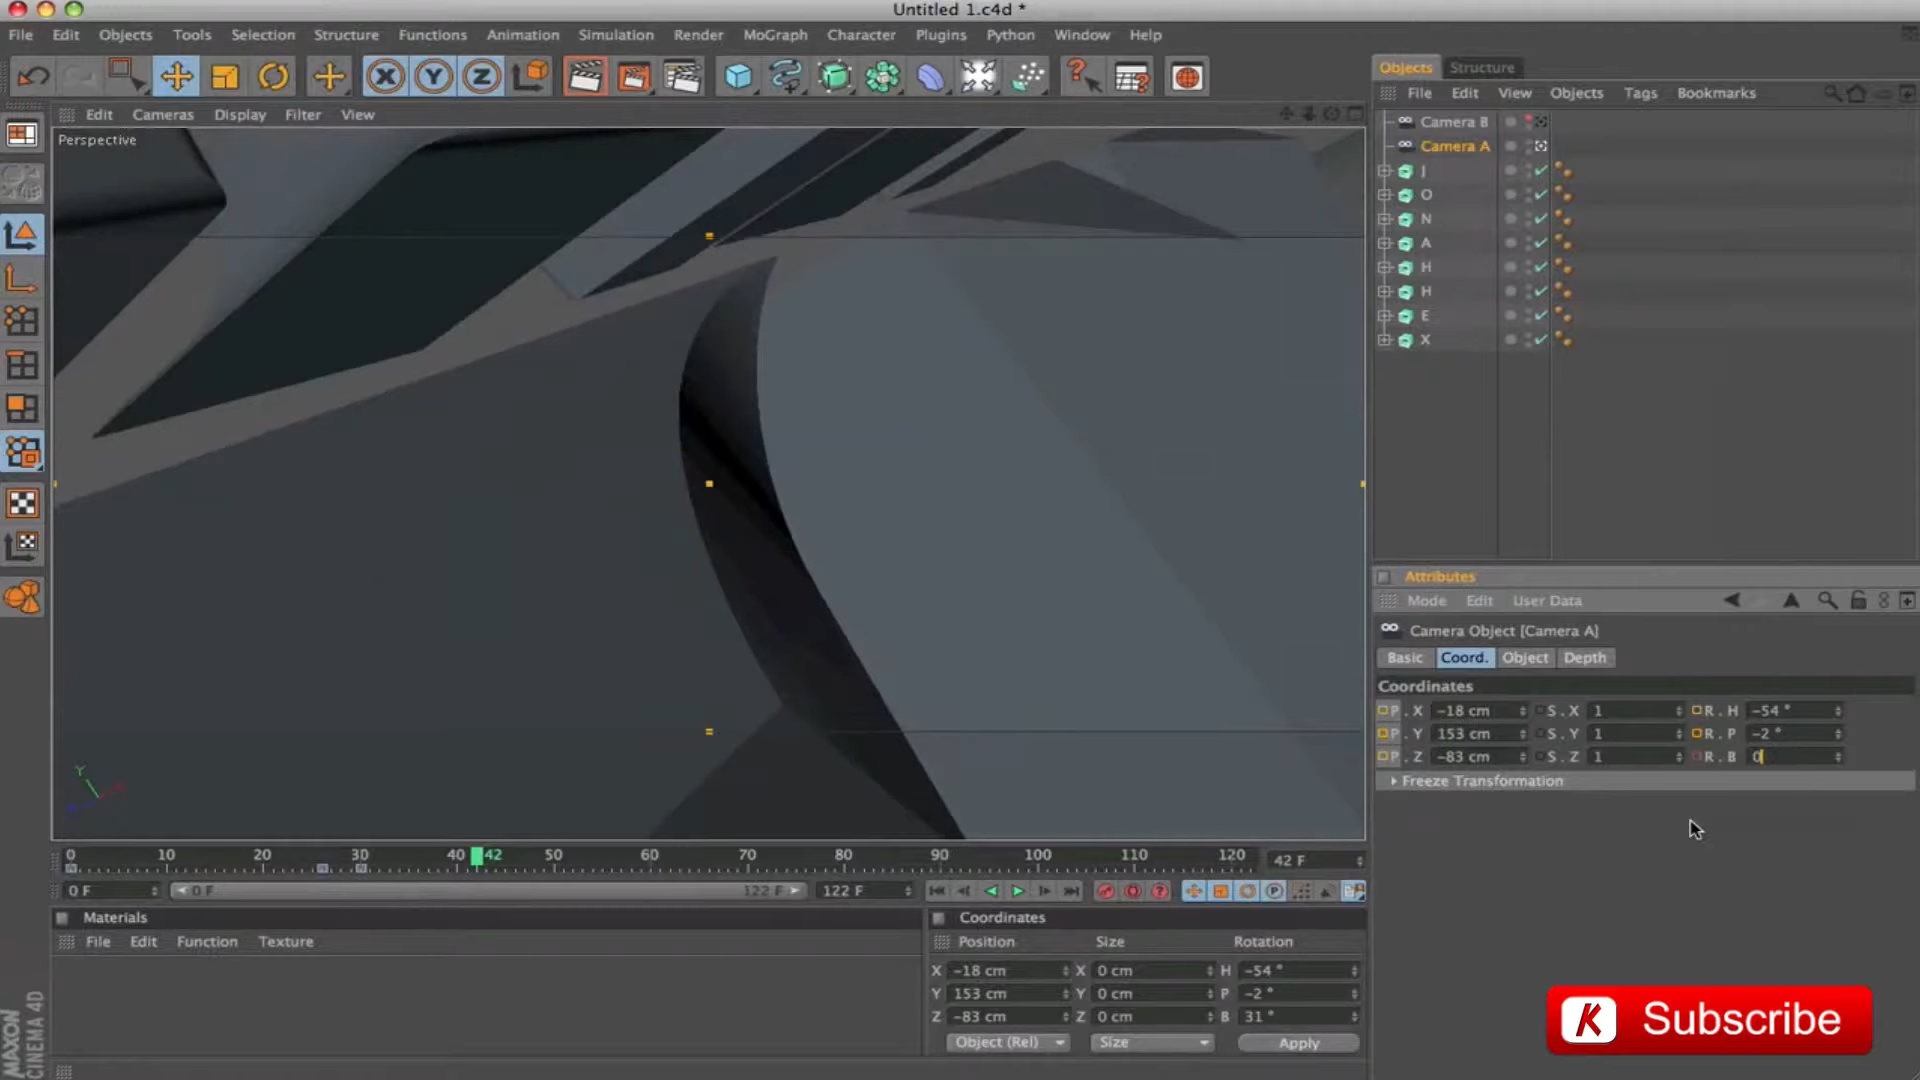 Untitled 1.c4d *
File Edit Objects Tools Selection Structure Functions Animation Simulation Render MoGraph Character Plugins Python Window Help
Objects Structure
File Edit View Objects Tags Bookmarks
Edit Cameras Display Filter View
Perspective
Camera B
Camera A
J
O
N
A
H
H
E
X
Attributes
Mode Edit User Data
Camera Object [Camera A]
Basic Coord. Object Depth
Coordinates
P . X -18 cm S . X 1 R . H -54 °
P . Y 153 cm S . Y 1 R . P -2 °
P . Z -83 cm S . Z 1 R . B 0
Freeze Transformation
X Y Z
Y
0 10 20 30 40 42 50 60 70 80 90 100 110 120 42 F
0 F 0 F 122 F 122 F
Materials
File Edit Function Texture
Coordinates
Position Size Rotation
X -18 cm X 0 cm H -54 °
Y 153 cm Y 0 cm P -2 °
Z -83 cm Z 0 cm B 31 °
Object (Rel) Size Apply
MAXON
CINEMA 4D
K Subscribe